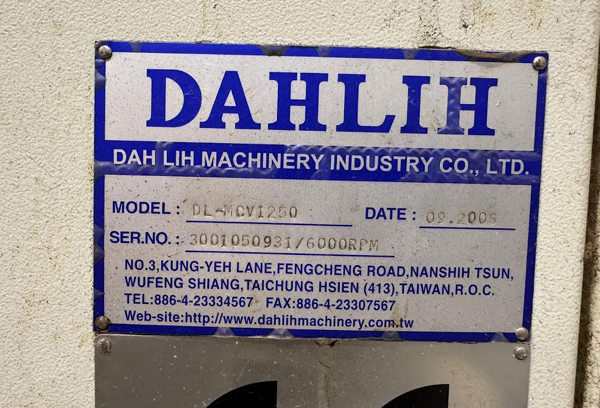 DAHLIH
DAH LIH MACHINERY INDUSTRY CO., LTD.
MODEL : DL-MCV1250 DATE : 09.2005
SER.NO. : 3001050931/6000RPM
NO.3,KUNG-YEH LANE,FENGCHENG ROAD,NANSHIH TSUN,
WUFENG SHIANG,TAICHUNG HSIEN (413),TAIWAN,R.O.C.
TEL:886-4-23334567 FAX:886-4-23307567
Web-site:http://www.dahlihmachinery.com.tw